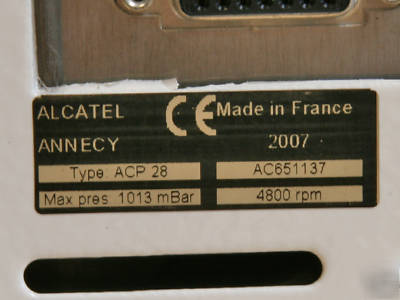 ALCATEL CE Made in France
ANNECY 2007
Type ACP 28 AC651137
Max pres 1013 mBar 4800 rpm